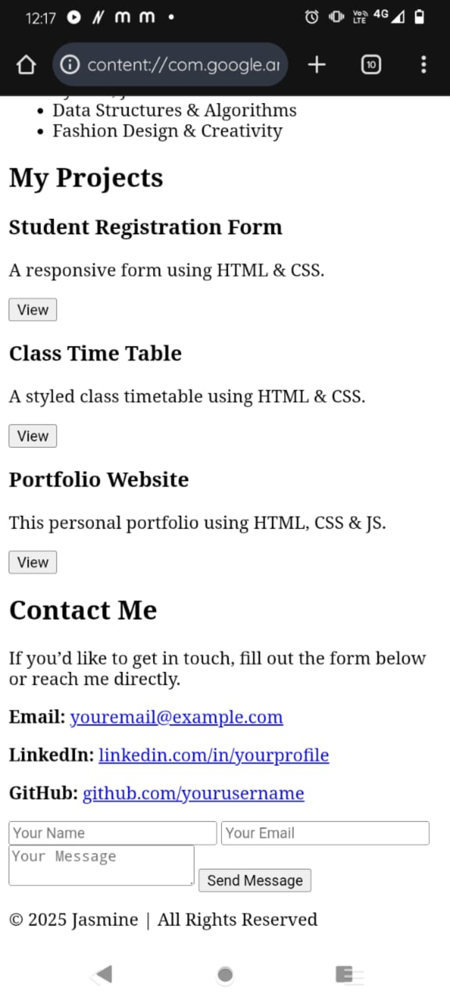 12:17
Vo LTE 4G
content://com.google.ar
10
Data Structures & Algorithms
Fashion Design & Creativity
My Projects
Student Registration Form
A responsive form using HTML & CSS.
View
Class Time Table
A styled class timetable using HTML & CSS.
View
Portfolio Website
This personal portfolio using HTML, CSS & JS.
View
Contact Me
If you’d like to get in touch, fill out the form below
or reach me directly.
Email: youremail@example.com
LinkedIn: linkedin.com/in/yourprofile
GitHub: github.com/yourusername
Your Name Your Email
Your Message
Send Message
© 2025 Jasmine | All Rights Reserved